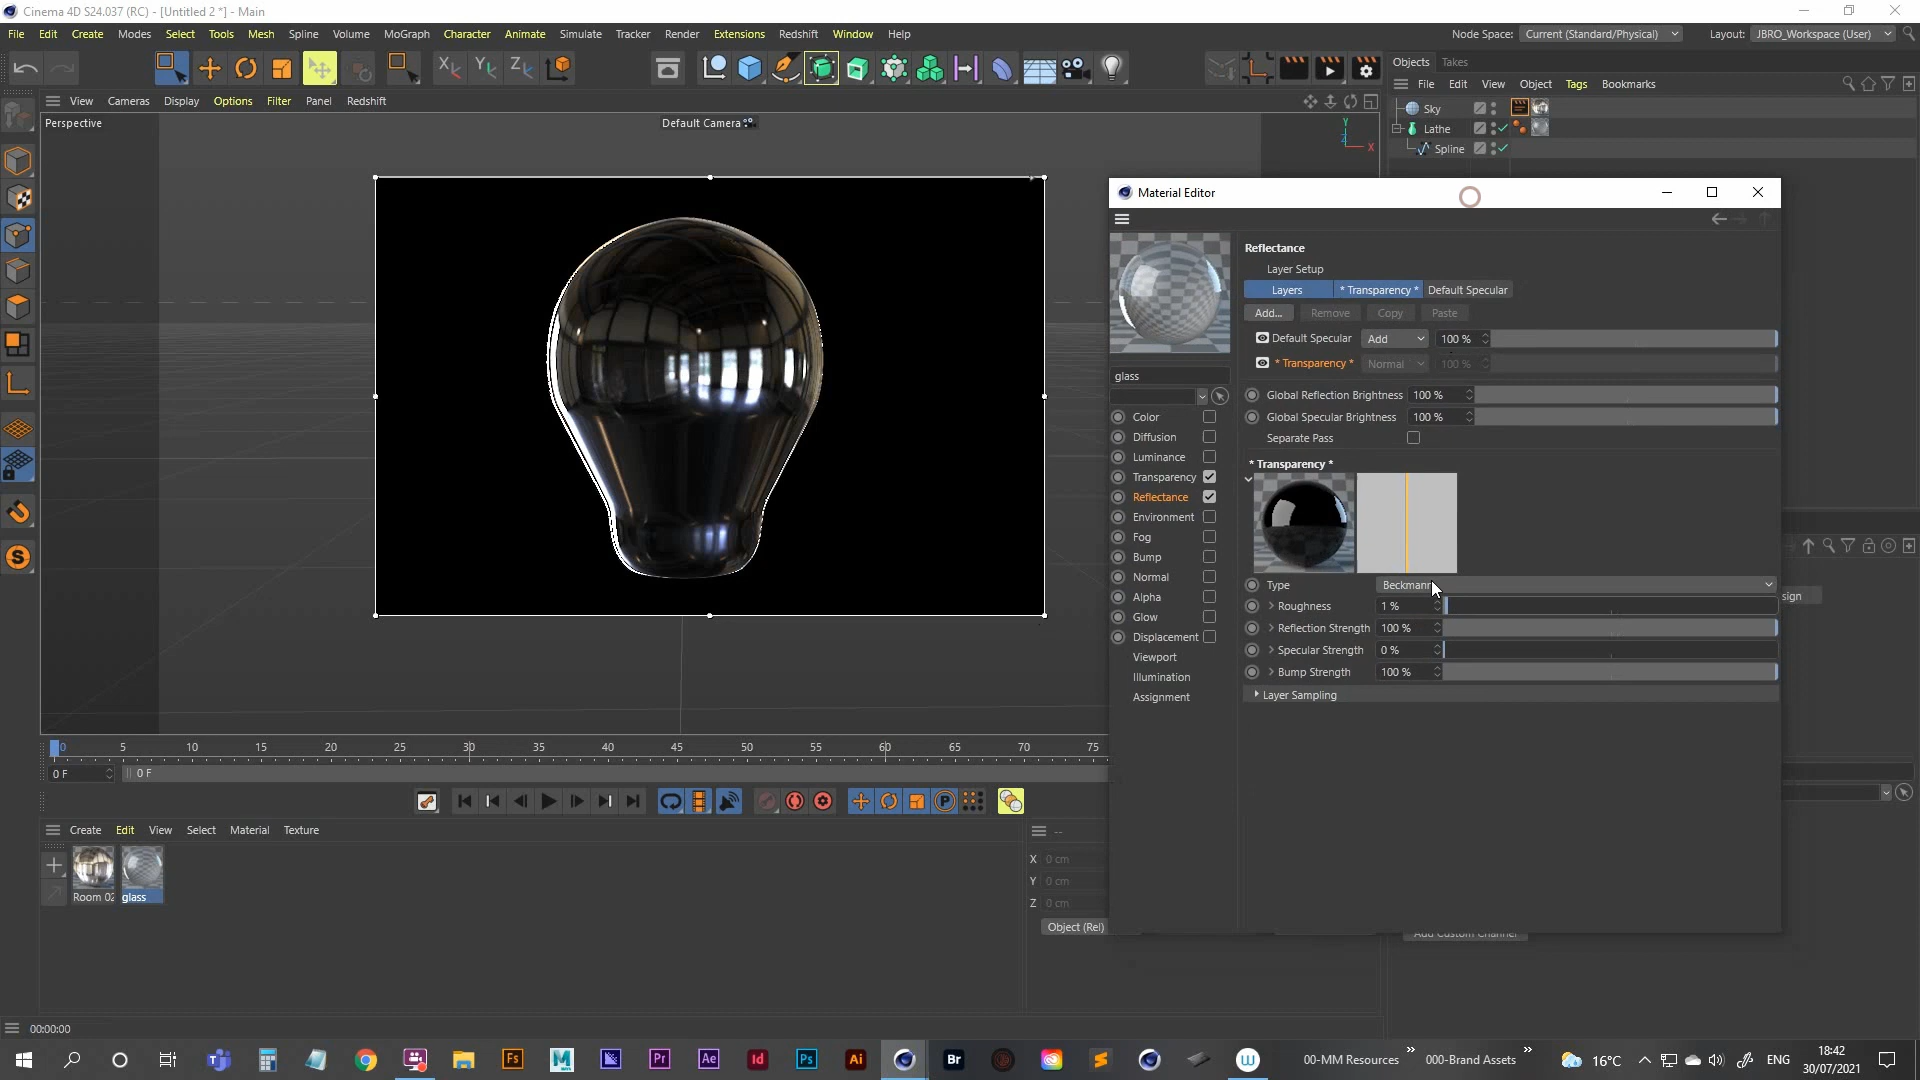 Cinema 4D S24.037 (RC) - [Untitled 2 *] - Main
File Edit Create Modes Select Tools Mesh Spline Volume MoGraph Character Animate Simulate Tracker Render Extensions Redshift Window Help
Node Space: Current (Standard/Physical) Layout: JBRO_Workspace (User)
Objects Takes
File Edit View Object Tags Bookmarks
View Cameras Display Options Filter Panel Redshift
Perspective
Default Camera
Y
Z
X
Sky
Lathe
Spline
Material Editor
Reflectance
Layer Setup
Layers * Transparency * Default Specular
Add... Remove Copy Paste
Default Specular Add 100 %
* Transparency * Normal 100 %
Global Reflection Brightness 100 %
Global Specular Brightness 100 %
Separate Pass
* Transparency *
Type Beckmann
Roughness 1 %
Reflection Strength 100 %
Specular Strength 0 %
Bump Strength 100 %
Layer Sampling
glass
Color
Diffusion
Luminance
Transparency
Reflectance
Environment
Fog
Bump
Normal
Alpha
Glow
Displacement
Viewport
Illumination
Assignment
sign
0 5 10 15 20 25 30 35 40 45 50 55 60 65 70 75
0 F 0 F
Create Edit View Select Material Texture
Room 02 glass
--
X 0 cm
Y 0 cm
Z 0 cm
Object (Rel)
Add Custom Channel
00:00:00
00-MM Resources » 000-Brand Assets » 16°C ENG 18:42
30/07/2021